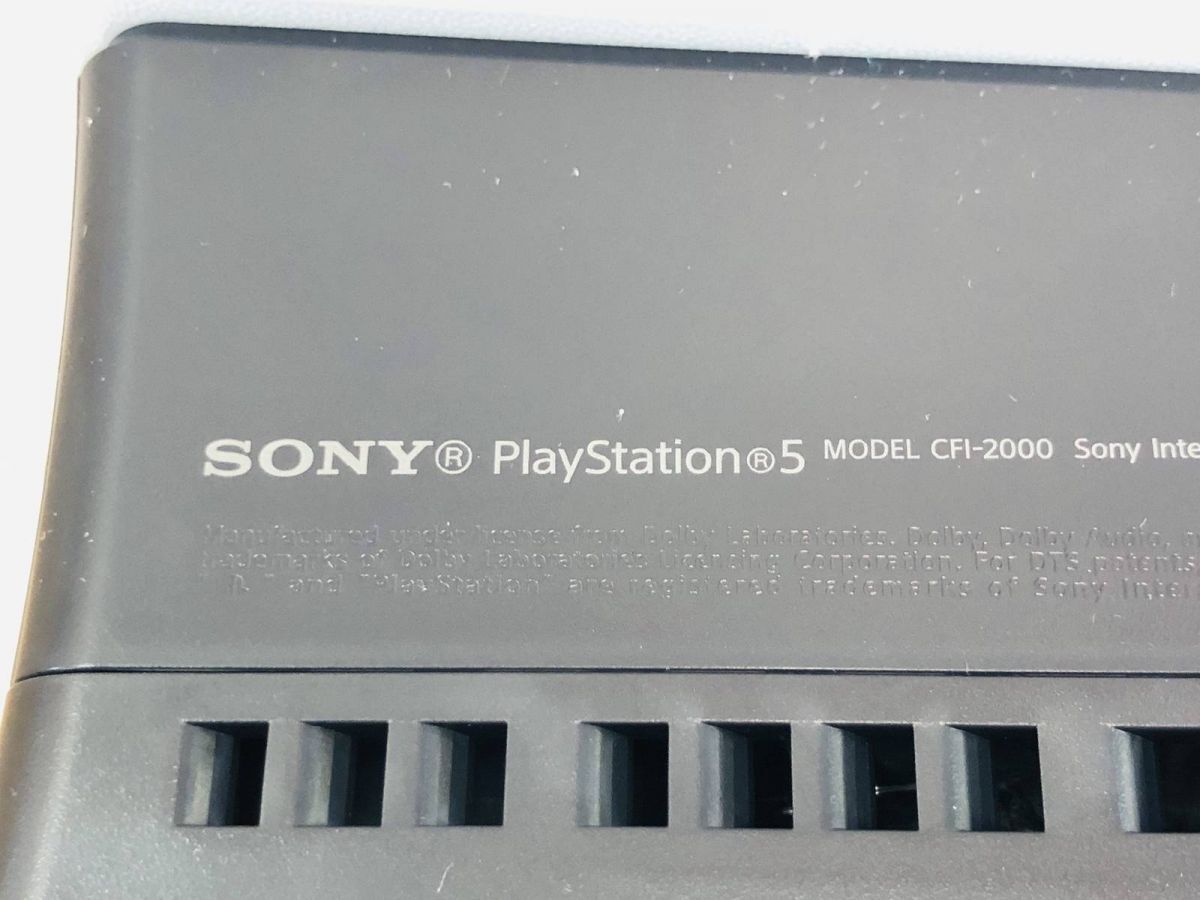 SONY® PlayStation®5 MODEL CFI-2000 Sony Inte
Manufactured under license from Dolby Laboratories. Dolby, Dolby Audio,
trademarks of Dolby Laboratories Licensing Corporation. For DTS patents,
and "PlayStation" are registered trademarks of Sony Inter